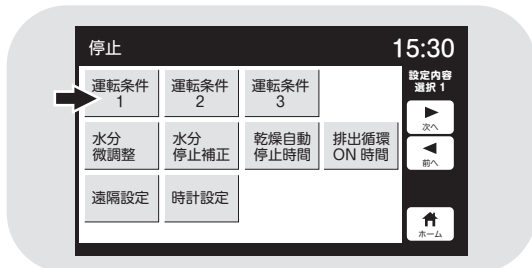 停止
15:30
設定内容
選択 1
運転条件
1
運転条件
2
運転条件
3
次へ
水分
微調整
水分
停止補正
乾燥自動
停止時間
排出循環
ON 時間
前へ
遠隔設定
時計設定
ホーム